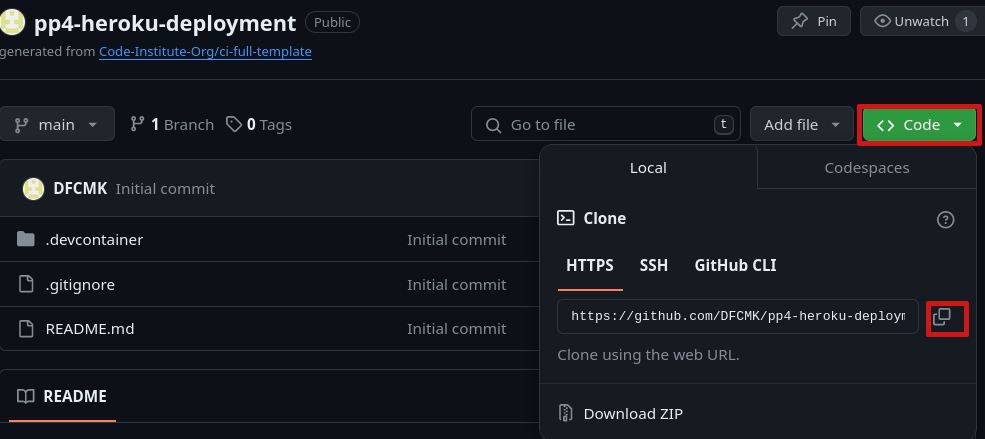 pp4-heroku-deployment Public Pin Unwatch 1
generated from Code-Institute-Org/ci-full-template
main 1 Branch 0 Tags Go to file t Add file <> Code
Local Codespaces
DFCMK Initial commit
Clone
.devcontainer Initial commit
HTTPS SSH GitHub CLI
.gitignore Initial commit
https://github.com/DFCMK/pp4-heroku-deploym
README.md Initial commit
Clone using the web URL.
README
Download ZIP